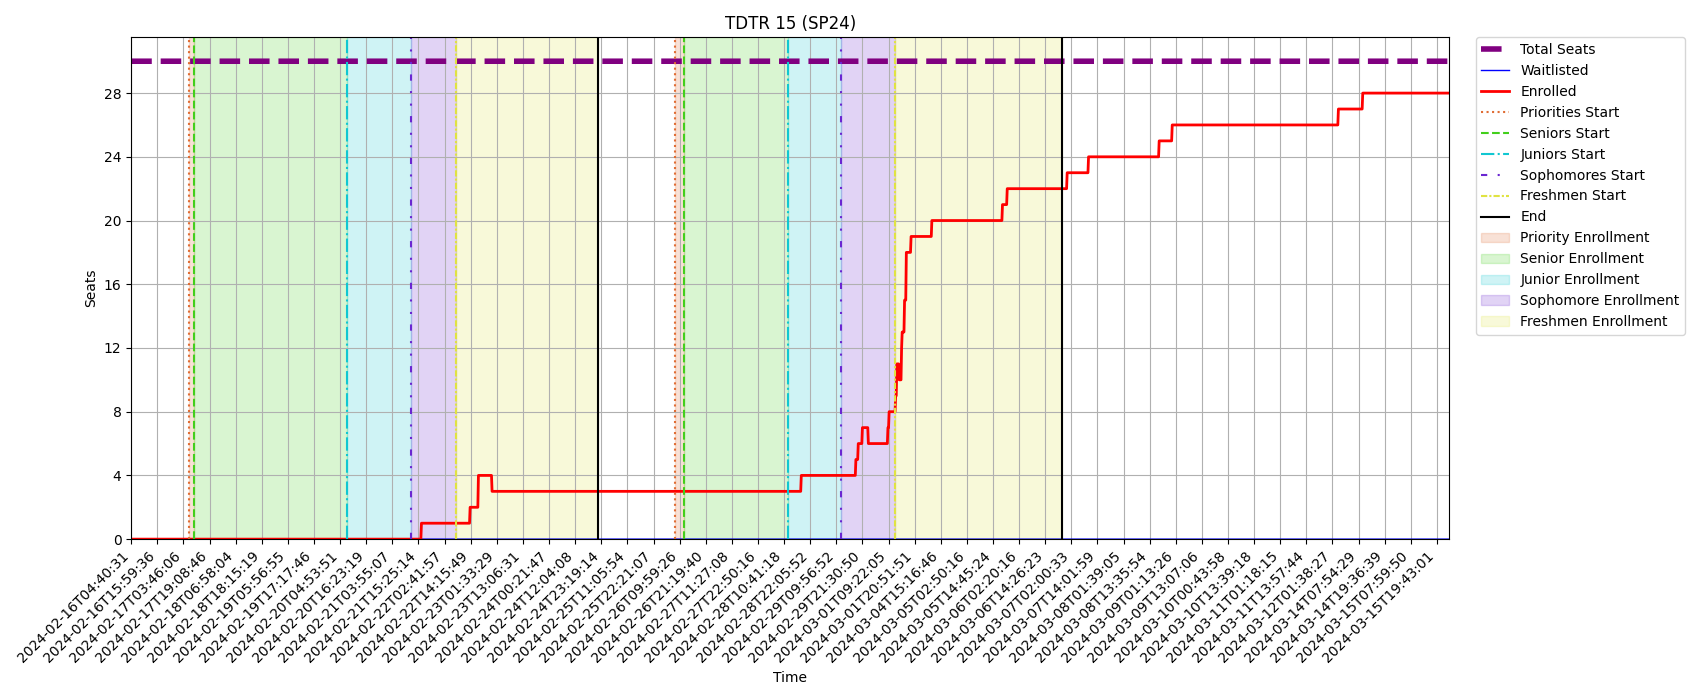 TDTR 15 (SP24)
Seats
28
24
20
16
12
8
4
0
2024-02-16T04:40:31
2024-02-16T15:59:36
2024-02-17T03:46:06
2024-02-17T19:08:46
2024-02-18T06:58:04
2024-02-18T18:15:19
2024-02-19T05:56:55
2024-02-19T17:17:46
2024-02-20T04:53:51
2024-02-20T16:23:19
2024-02-21T03:55:07
2024-02-21T15:25:14
2024-02-22T02:41:57
2024-02-22T14:15:49
2024-02-23T01:33:29
2024-02-23T13:06:31
2024-02-24T00:21:47
2024-02-24T12:04:08
2024-02-24T23:19:14
2024-02-25T11:05:54
2024-02-25T22:21:07
2024-02-26T09:59:26
2024-02-26T21:19:40
2024-02-27T11:27:08
2024-02-27T22:50:16
2024-02-28T10:41:18
2024-02-28T22:05:52
2024-02-29T09:56:52
2024-02-29T21:30:50
2024-03-01T09:22:05
2024-03-01T20:51:51
2024-03-04T15:16:46
2024-03-05T02:50:16
2024-03-05T14:45:24
2024-03-06T02:20:16
2024-03-06T14:26:23
2024-03-07T02:00:33
2024-03-07T14:01:59
2024-03-08T01:39:05
2024-03-08T13:35:54
2024-03-09T01:13:26
2024-03-09T13:07:06
2024-03-10T00:43:58
2024-03-10T13:39:18
2024-03-11T01:18:15
2024-03-11T13:57:44
2024-03-12T01:38:27
2024-03-14T07:54:29
2024-03-14T19:36:39
2024-03-15T07:59:50
2024-03-15T19:43:01
Time
Total Seats
Waitlisted
Enrolled
Priorities Start
Seniors Start
Juniors Start
Sophomores Start
Freshmen Start
End
Priority Enrollment
Senior Enrollment
Junior Enrollment
Sophomore Enrollment
Freshmen Enrollment